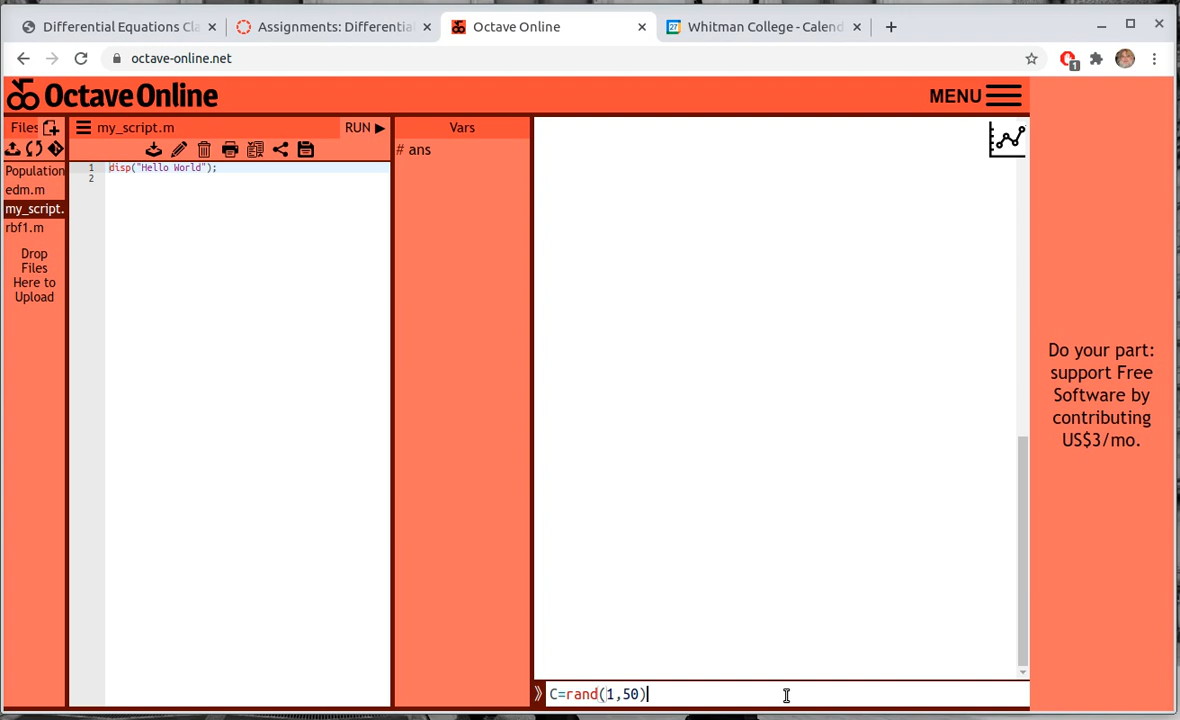 Differential Equations Cla
Assignments: Differential
Octave Online
Whitman College - Calend
octave-online.net
1
Octave Online
MENU
Files
my_script.m
RUN
Vars
Population
edm.m
my_script.
rbf1.m
Drop
Files
Here to
Upload
1 disp("Hello World");
2
# ans
Do your part:
support Free
Software by
contributing
US$3/mo.
C=rand(1,50)